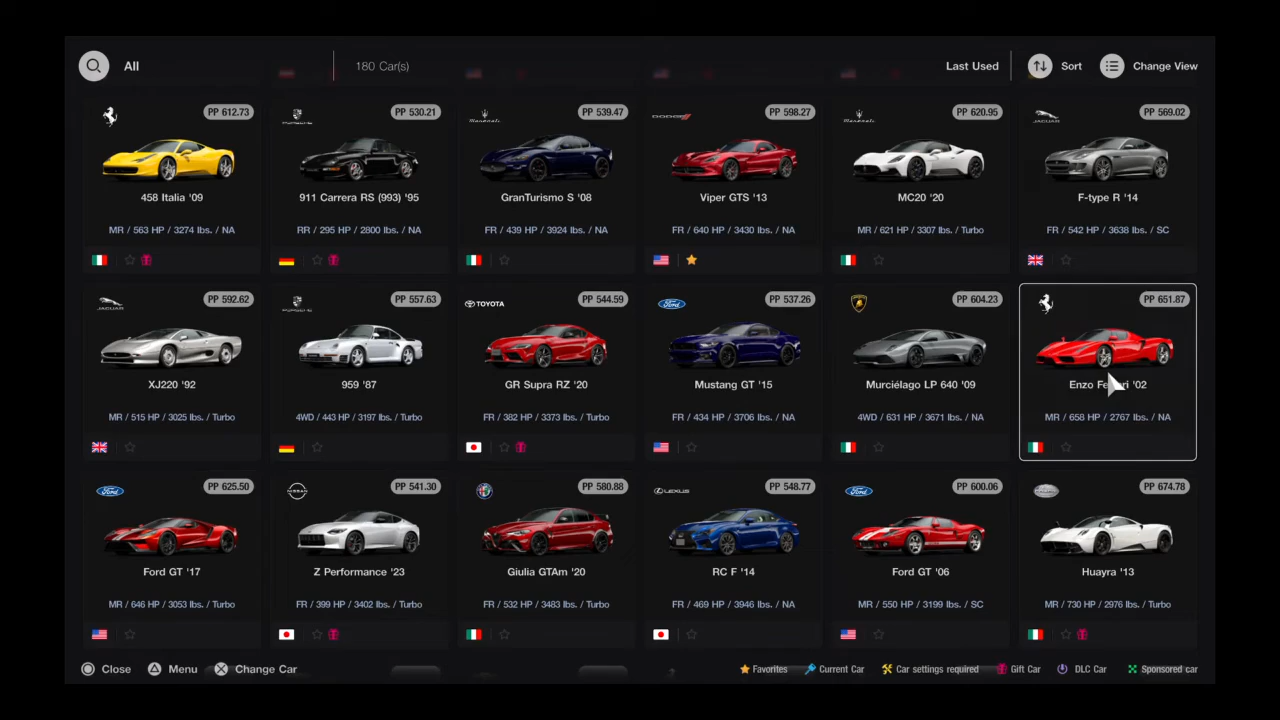 All
180 Car(s)
Last Used
Sort
Change View
PP 612.73
PP 530.21
PP 539.47
PP 598.27
PP 620.95
PP 569.02
PORSCHE
Maserati
DODGE
Maserati
JAGUAR
458 Italia '09
911 Carrera RS (993) '95
GranTurismo S '08
Viper GTS '13
MC20 '20
F-type R '14
MR / 563 HP / 3274 lbs. / NA
RR / 295 HP / 2800 lbs. / NA
FR / 439 HP / 3924 lbs. / NA
FR / 640 HP / 3430 lbs. / NA
MR / 621 HP / 3307 lbs. / Turbo
FR / 542 HP / 3638 lbs. / SC
PP 592.62
PP 557.63
PP 544.59
PP 537.26
PP 604.23
PP 651.87
JAGUAR
PORSCHE
TOYOTA
Ford
XJ220 '92
959 '87
GR Supra RZ '20
Mustang GT '15
Murciélago LP 640 '09
Enzo Ferrari '02
MR / 515 HP / 3025 lbs. / Turbo
4WD / 443 HP / 3197 lbs. / Turbo
FR / 382 HP / 3373 lbs. / Turbo
FR / 434 HP / 3706 lbs. / NA
4WD / 631 HP / 3671 lbs. / NA
MR / 658 HP / 2767 lbs. / NA
PP 625.50
PP 541.30
PP 580.88
PP 548.77
PP 600.06
PP 674.78
Ford
NISSAN
LEXUS
Ford
Ford GT '17
Z Performance '23
Giulia GTAm '20
RC F '14
Ford GT '06
Huayra '13
MR / 646 HP / 3053 lbs. / Turbo
FR / 399 HP / 3402 lbs. / Turbo
FR / 532 HP / 3483 lbs. / Turbo
FR / 469 HP / 3946 lbs. / NA
MR / 550 HP / 3199 lbs. / SC
MR / 730 HP / 2976 lbs. / Turbo
Close
Menu
Change Car
Favorites
Current Car
Car settings required
Gift Car
DLC Car
Sponsored car